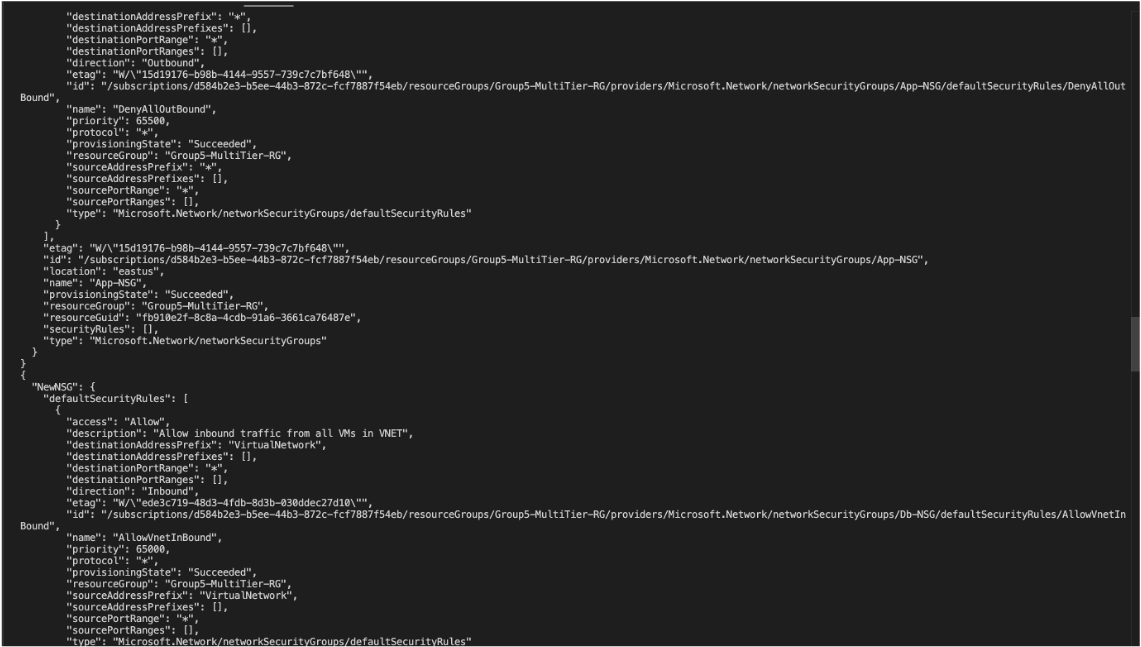 "destinationAddressPrefix": "*",
"destinationAddressPrefixes": [],
"destinationPortRange": "*",
"destinationPortRanges": [],
"direction": "Outbound",
"etag": "W/\"15d19176-b98b-4144-9557-739c7c7bf648\"",
"id": "/subscriptions/d584b2e3-b5ee-44b3-872c-fcf7887f54eb/resourceGroups/Group5-MultiTier-RG/providers/Microsoft.Network/networkSecurityGroups/App-NSG/defaultSecurityRules/DenyAllOut
Bound",
"name": "DenyAllOutBound",
"priority": 65500,
"protocol": "*",
"provisioningState": "Succeeded",
"resourceGroup": "Group5-MultiTier-RG",
"sourceAddressPrefix": "*",
"sourceAddressPrefixes": [],
"sourcePortRange": "*",
"sourcePortRanges": [],
"type": "Microsoft.Network/networkSecurityGroups/defaultSecurityRules"
}
],
"etag": "W/\"15d19176-b98b-4144-9557-739c7c7bf648\"",
"id": "/subscriptions/d584b2e3-b5ee-44b3-872c-fcf7887f54eb/resourceGroups/Group5-MultiTier-RG/providers/Microsoft.Network/networkSecurityGroups/App-NSG",
"location": "eastus",
"name": "App-NSG",
"provisioningState": "Succeeded",
"resourceGroup": "Group5-MultiTier-RG",
"resourceGuid": "fb910e2f-8c8a-4cdb-91a6-3661ca76487e",
"securityRules": [],
"type": "Microsoft.Network/networkSecurityGroups"
}
}
{
"NewNSG": {
"defaultSecurityRules": [
{
"access": "Allow",
"description": "Allow inbound traffic from all VMs in VNET",
"destinationAddressPrefix": "VirtualNetwork",
"destinationAddressPrefixes": [],
"destinationPortRange": "*",
"destinationPortRanges": [],
"direction": "Inbound",
"etag": "W/\"ede3c719-48d3-4fdb-8d3b-030ddec27d10\"",
"id": "/subscriptions/d584b2e3-b5ee-44b3-872c-fcf7887f54eb/resourceGroups/Group5-MultiTier-RG/providers/Microsoft.Network/networkSecurityGroups/Db-NSG/defaultSecurityRules/AllowVnetIn
Bound",
"name": "AllowVnetInBound",
"priority": 65000,
"protocol": "*",
"provisioningState": "Succeeded",
"resourceGroup": "Group5-MultiTier-RG",
"sourceAddressPrefix": "VirtualNetwork",
"sourceAddressPrefixes": [],
"sourcePortRange": "*",
"sourcePortRanges": [],
"type": "Microsoft.Network/networkSecurityGroups/defaultSecurityRules"